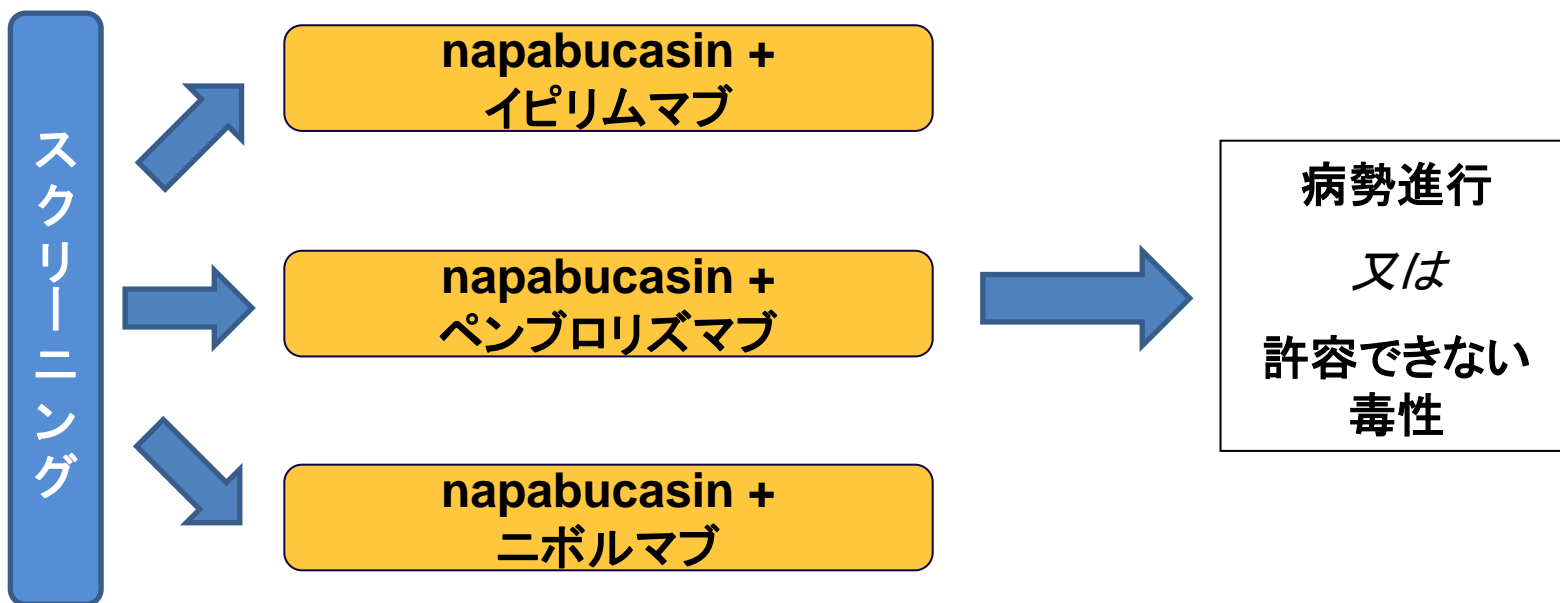 スクリーニング
napabucasin +
イピリムマブ
napabucasin +
ペンブロリズマブ
napabucasin +
ニボルマブ
病勢進行
又は
許容できない
毒性